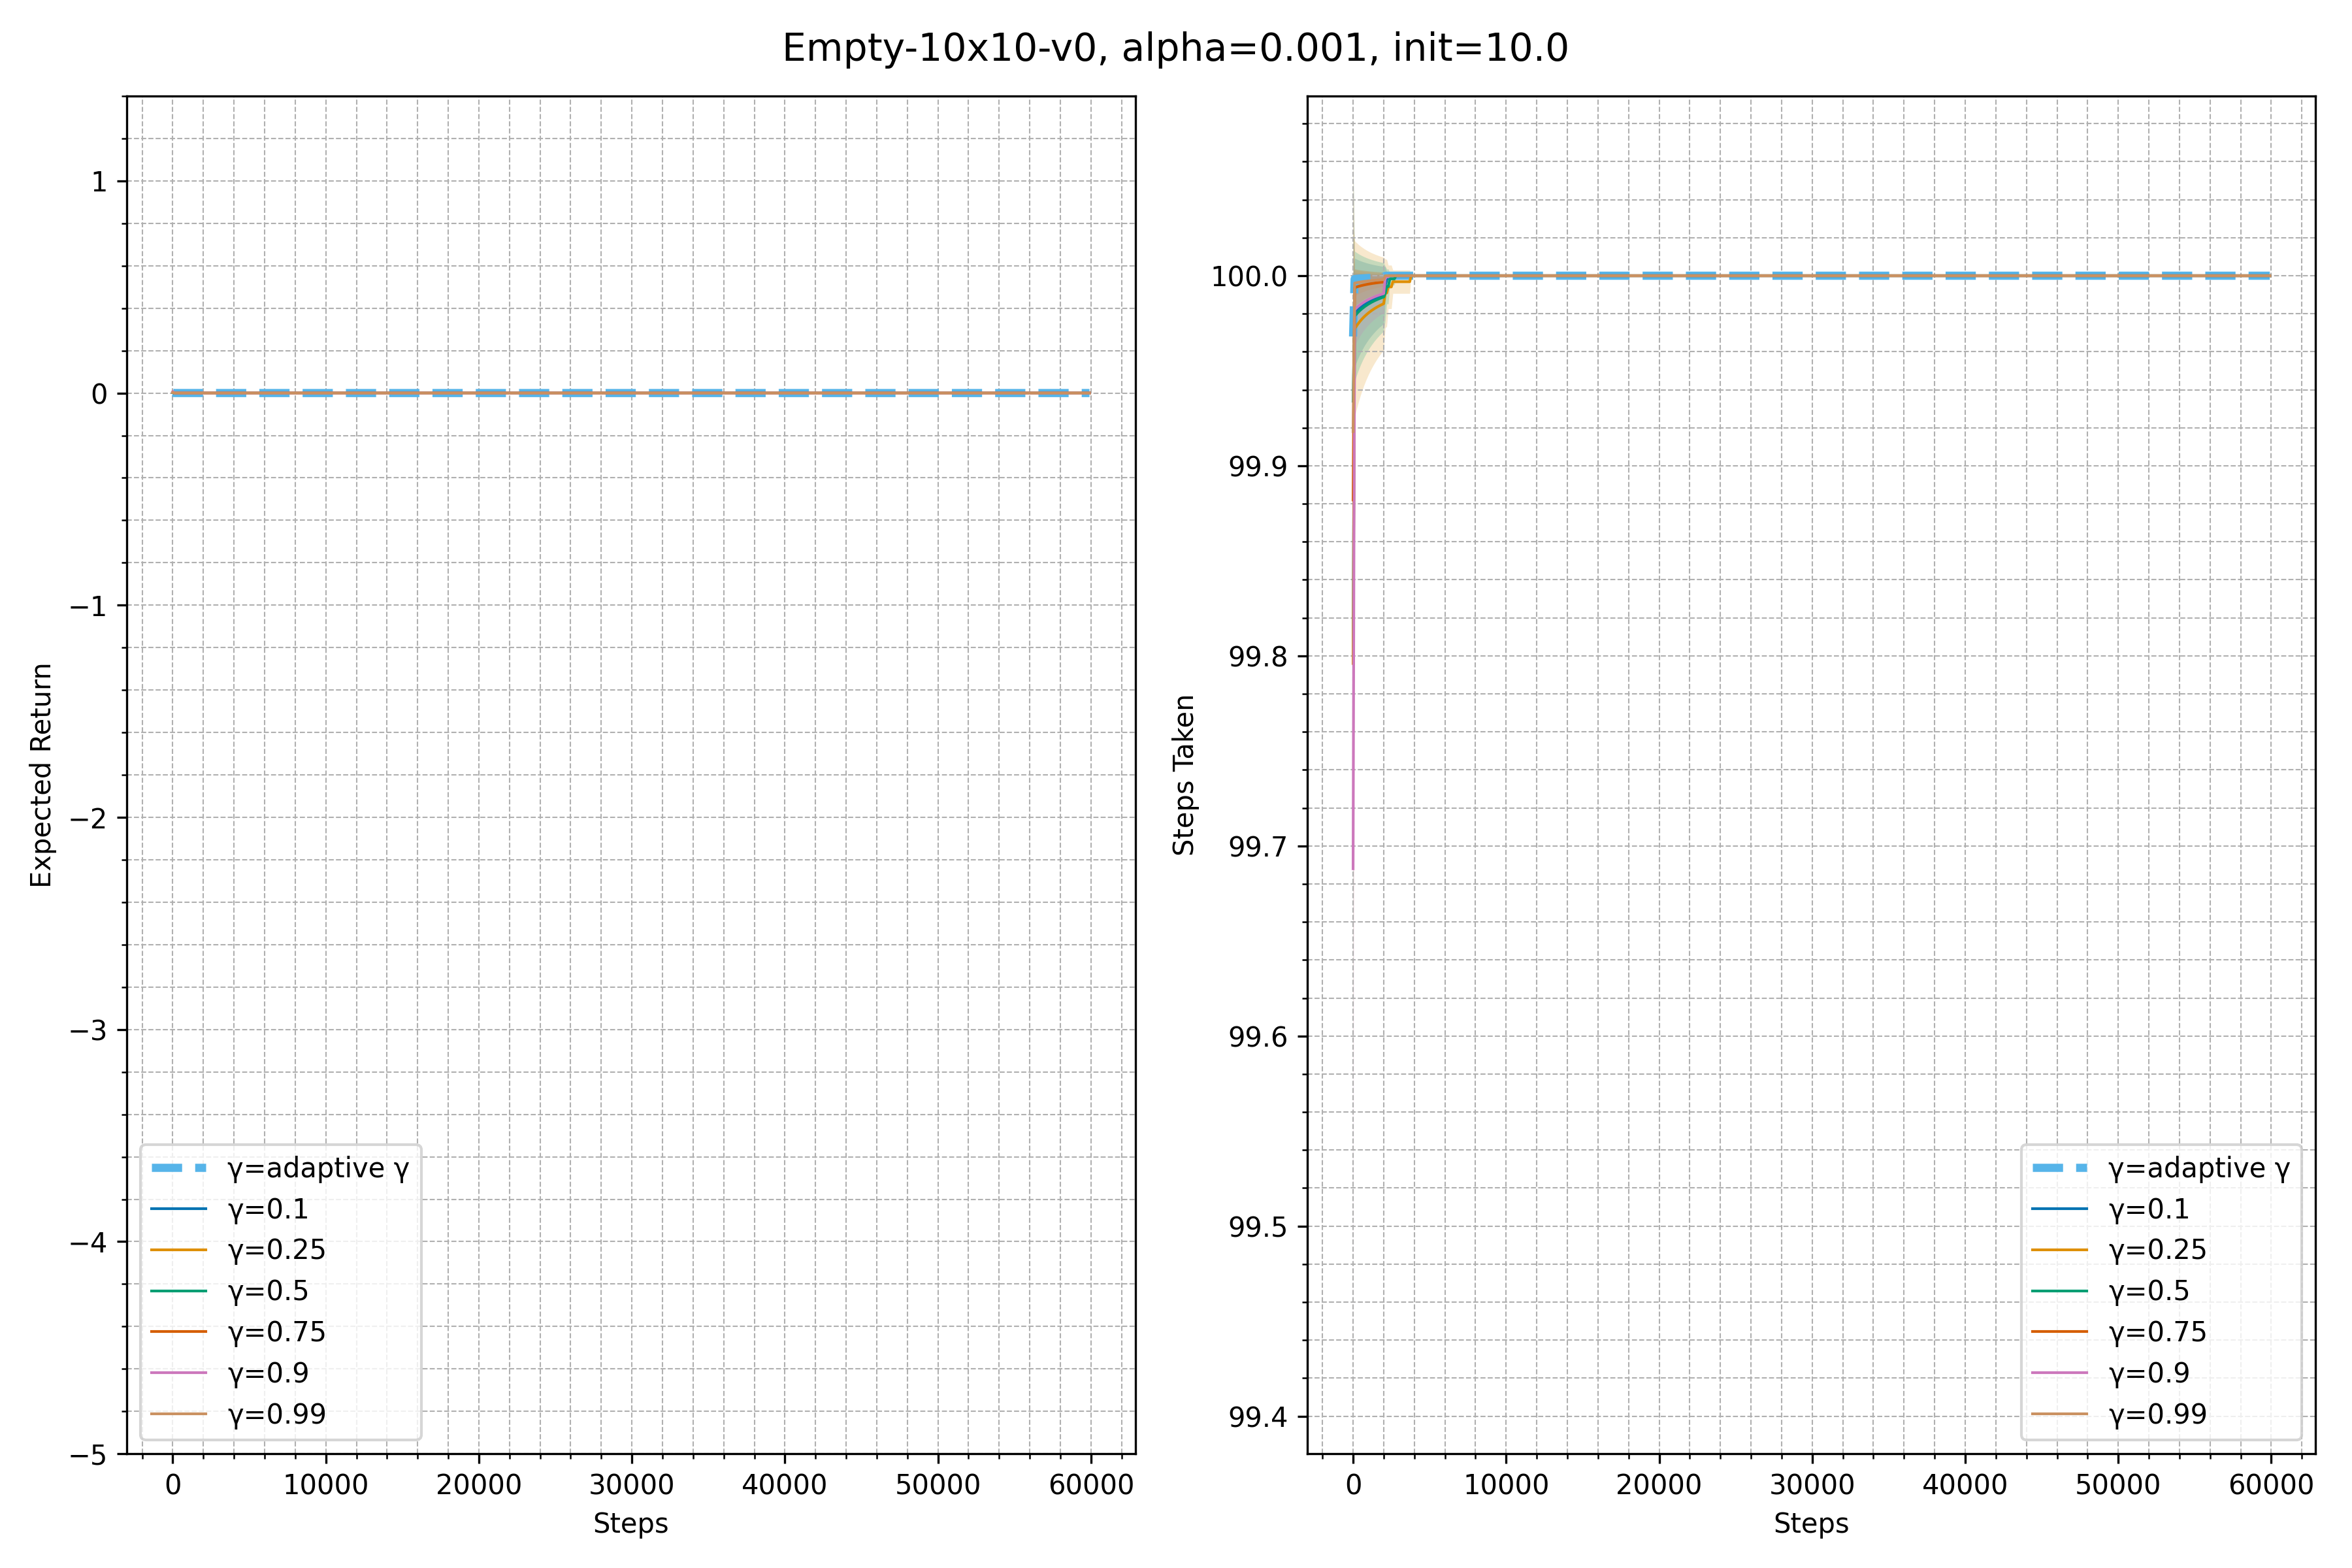 Empty-10x10-v0, alpha=0.001, init=10.0
Expected Return
1
0
−1
−2
−3
−4
−5
0
10000
20000
30000
40000
50000
60000
Steps
γ=adaptive γ
γ=0.1
γ=0.25
γ=0.5
γ=0.75
γ=0.9
γ=0.99
Steps Taken
100.0
99.9
99.8
99.7
99.6
99.5
99.4
0
10000
20000
30000
40000
50000
60000
Steps
γ=adaptive γ
γ=0.1
γ=0.25
γ=0.5
γ=0.75
γ=0.9
γ=0.99